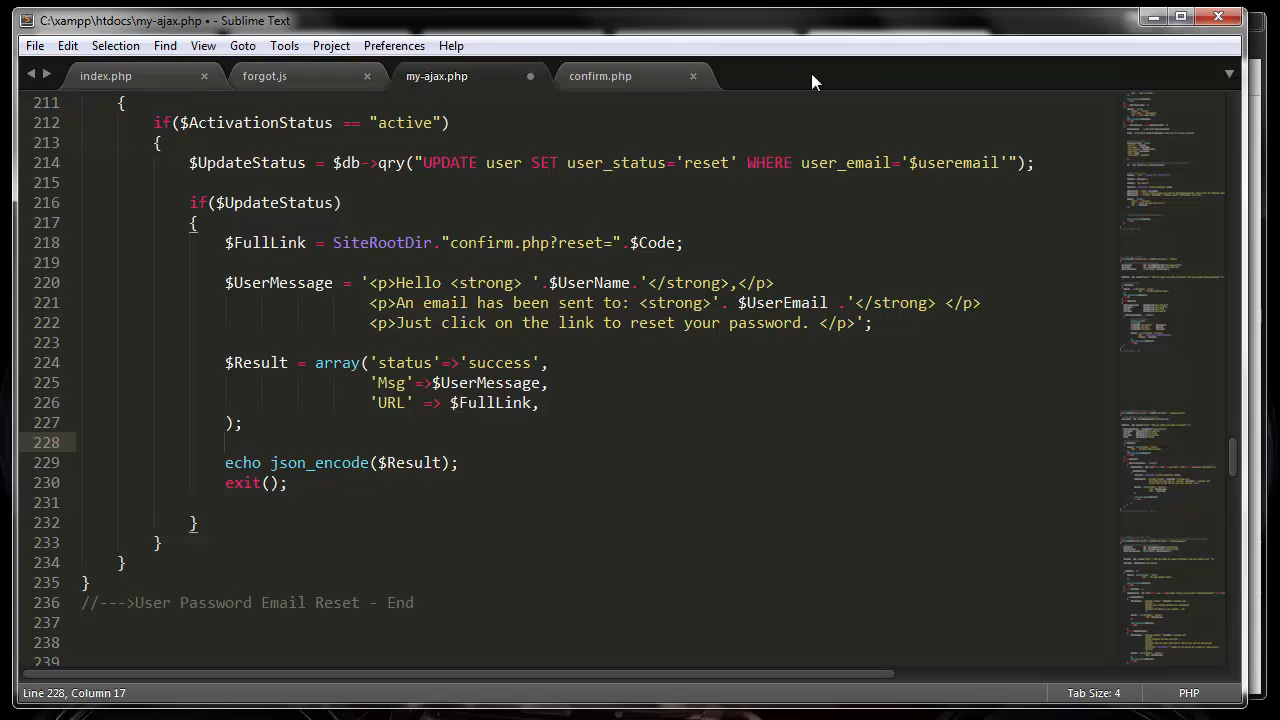 C:\xampp\htdocs\my-ajax.php • - Sublime Text
File Edit Selection Find View Goto Tools Project Preferences Help
index.php forgot.js my-ajax.php confirm.php
211 {
212 if($ActivationStatus == "active")
213 {
214 $UpdateStatus = $db->qry("UPDATE user SET user_status='reset' WHERE user_email='$useremail'");
215
216 if($UpdateStatus)
217 {
218 $FullLink = SiteRootDir."confirm.php?reset=".$Code;
219
220 $UserMessage = '<p>Hello <strong> '.$UserName.'</strong>,</p>
221 <p>An email has been sent to: <strong>'. $UserEmail .'</strong> </p>
222 <p>Just click on the link to reset your password. </p>';
223
224 $Result = array('status'=>'success',
225 'Msg'=>$UserMessage,
226 'URL' => $FullLink,
227 );
228
229 echo json_encode($Result );
230 exit();
231
232 }
233 }
234 }
235 }
236 //--->User Password Email Reset - End
237
238
239
Line 228, Column 17 Tab Size: 4 PHP